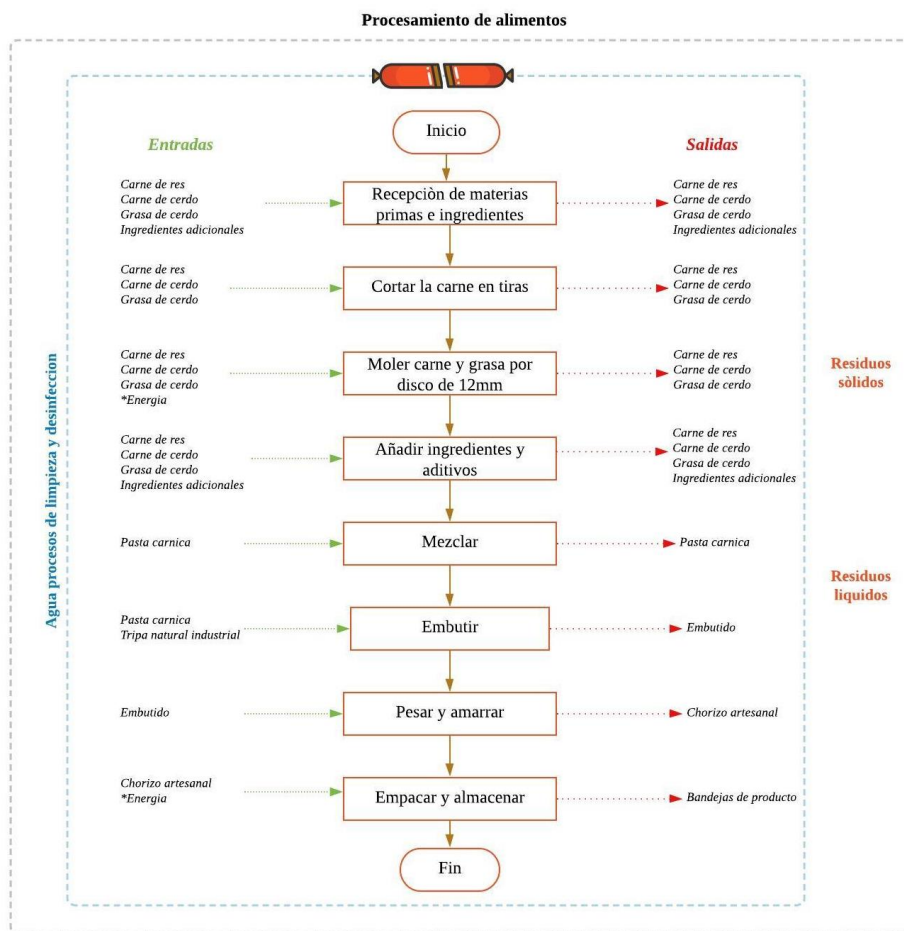 Procesamiento de alimentos
Inicio
Entradas
Salidas
Carne de res
Carne de cerdo
Grasa de cerdo
Ingredientes adicionales
Recepciòn de materias
primas e ingredientes
Carne de res
Carne de cerdo
Grasa de cerdo
Ingredientes adicionales
Carne de res
Carne de cerdo
Grasa de cerdo
Cortar la carne en tiras
Carne de res
Carne de cerdo
Grasa de cerdo
Carne de res
Carne de cerdo
Grasa de cerdo
*Energia
Moler carne y grasa por
disco de 12mm
Carne de res
Carne de cerdo
Grasa de cerdo
Residuos
sòlidos
Agua procesos de limpieza y desinfeccion
Carne de res
Carne de cerdo
Grasa de cerdo
Ingredientes adicionales
Añadir ingredientes y
aditivos
Carne de res
Carne de cerdo
Grasa de cerdo
Ingredientes adicionales
Pasta carnica
Mezclar
Pasta carnica
Residuos
liquidos
Pasta carnica
Tripa natural industrial
Embutir
Embutido
Embutido
Pesar y amarrar
Chorizo artesanal
Chorizo artesanal
*Energia
Empacar y almacenar
Bandejas de producto
Fin